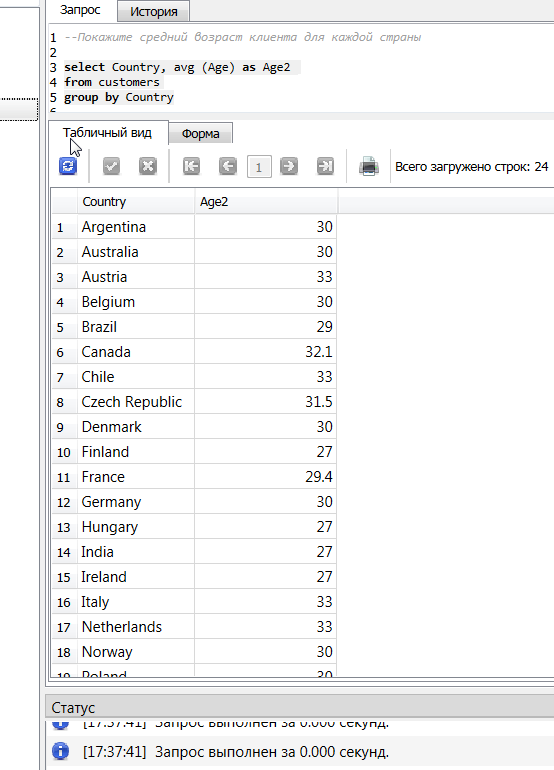 Запрос История
1 --Покажите средний возраст клиента для каждой страны
2
3 select Country, avg (Age) as Age2
4 from customers
5 group by Country
Табличный вид Форма
1 Всего загружено строк: 24
Country Age2
1 Argentina 30
2 Australia 30
3 Austria 33
4 Belgium 30
5 Brazil 29
6 Canada 32.1
7 Chile 33
8 Czech Republic 31.5
9 Denmark 30
10 Finland 27
11 France 29.4
12 Germany 30
13 Hungary 27
14 India 27
15 Ireland 27
16 Italy 33
17 Netherlands 33
18 Norway 30
19 Poland 30
Статус
[17:37:41] Запрос выполнен за 0.000 секунд.
[17:37:41] Запрос выполнен за 0.000 секунд.